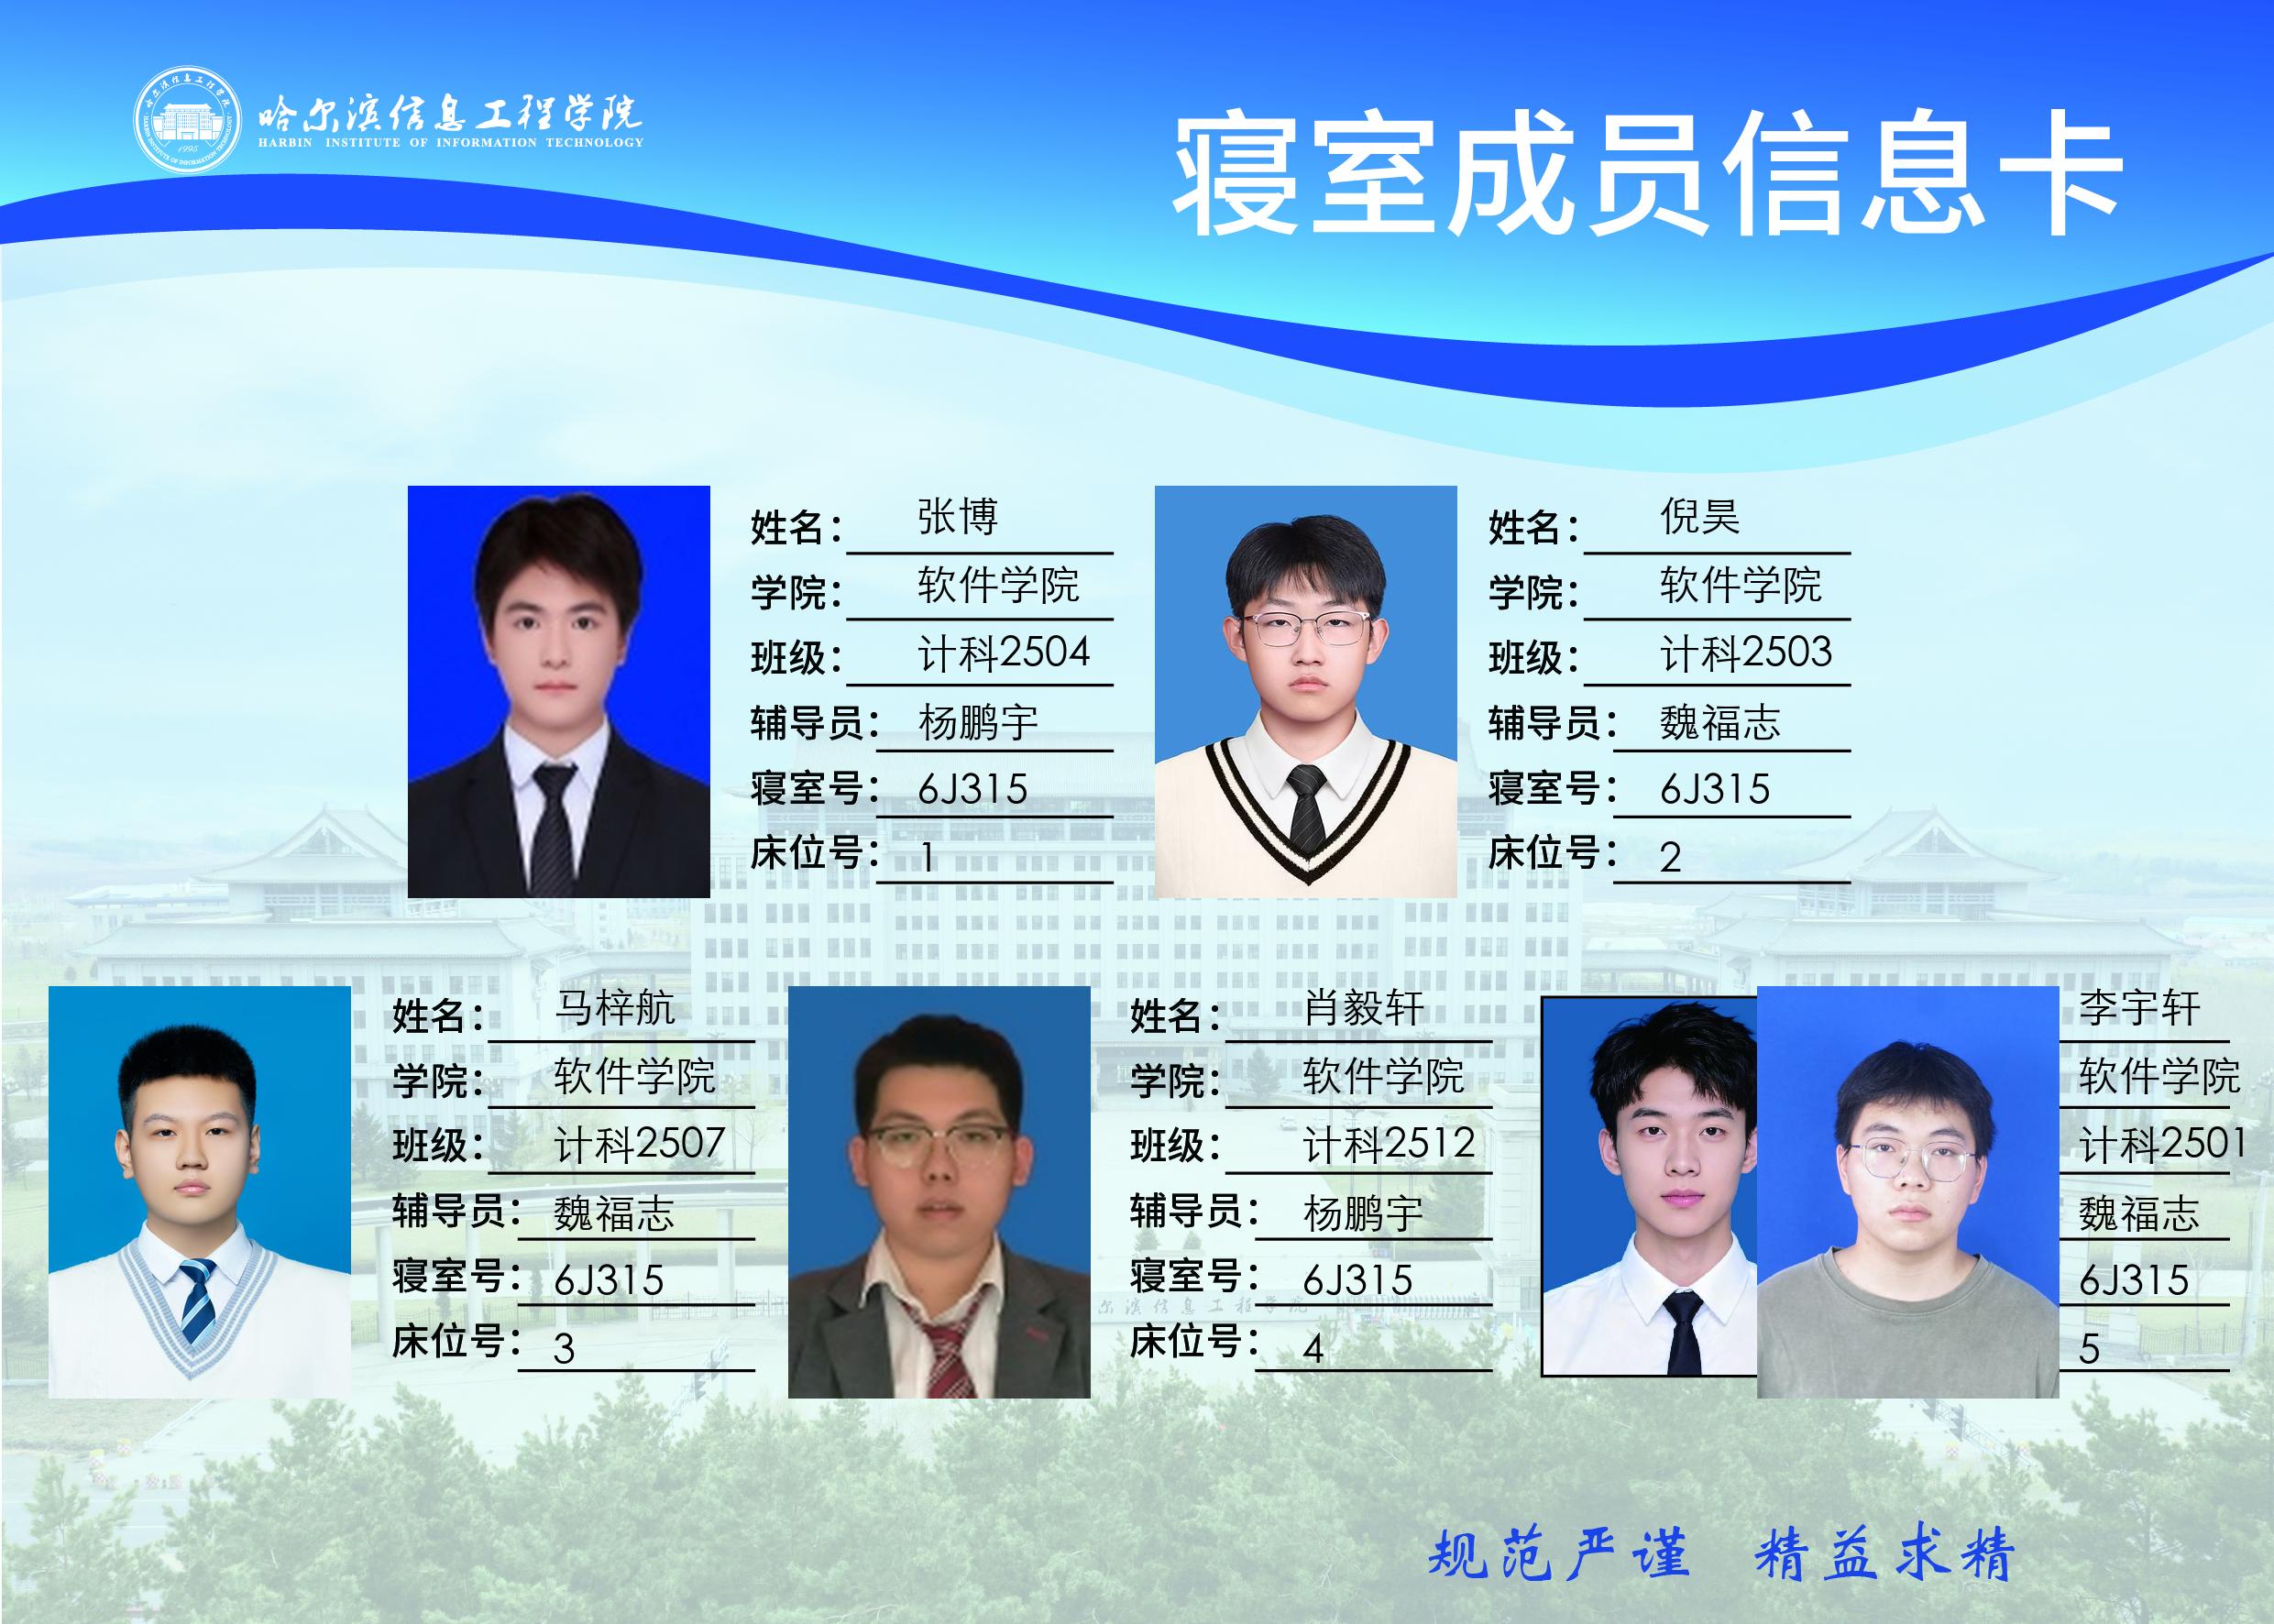 哈尔滨信息工程学院
HARBIN INSTITUTE OF INFORMATION TECHNOLOGY
1995
寝室成员信息卡
姓名：张博
学院：软件学院
班级：计科2504
辅导员：杨鹏宇
寝室号：6J315
床位号：1
姓名：倪昊
学院：软件学院
班级：计科2503
辅导员：魏福志
寝室号：6J315
床位号：2
姓名：马梓航
学院：软件学院
班级：计科2507
辅导员：魏福志
寝室号：6J315
床位号：3
姓名：肖毅轩
学院：软件学院
班级：计科2512
辅导员：杨鹏宇
寝室号：6J315
床位号：4
李宇轩
软件学院
计科2501
魏福志
6J315
5
尔滨信息工程学院
规范严谨 精益求精